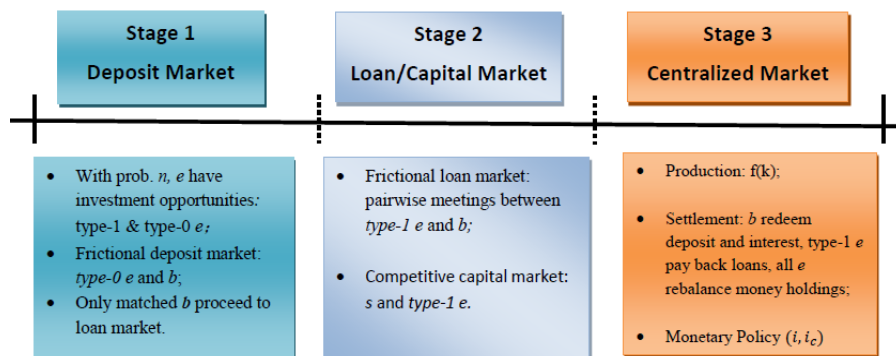 Stage 1
Deposit Market
Stage 2
Loan/Capital Market
Stage 3
Centralized Market
• With prob. n, e have
investment opportunities:
type-1 & type-0 e;
• Frictional deposit market:
type-0 e and b;
• Only matched b proceed to
loan market.
• Frictional loan market:
pairwise meetings between
type-1 e and b;
• Competitive capital market:
s and type-1 e.
• Production: f(k);
• Settlement: b redeem
deposit and interest, type-1 e
pay back loans, all e
rebalance money holdings;
• Monetary Policy (i, i_c)